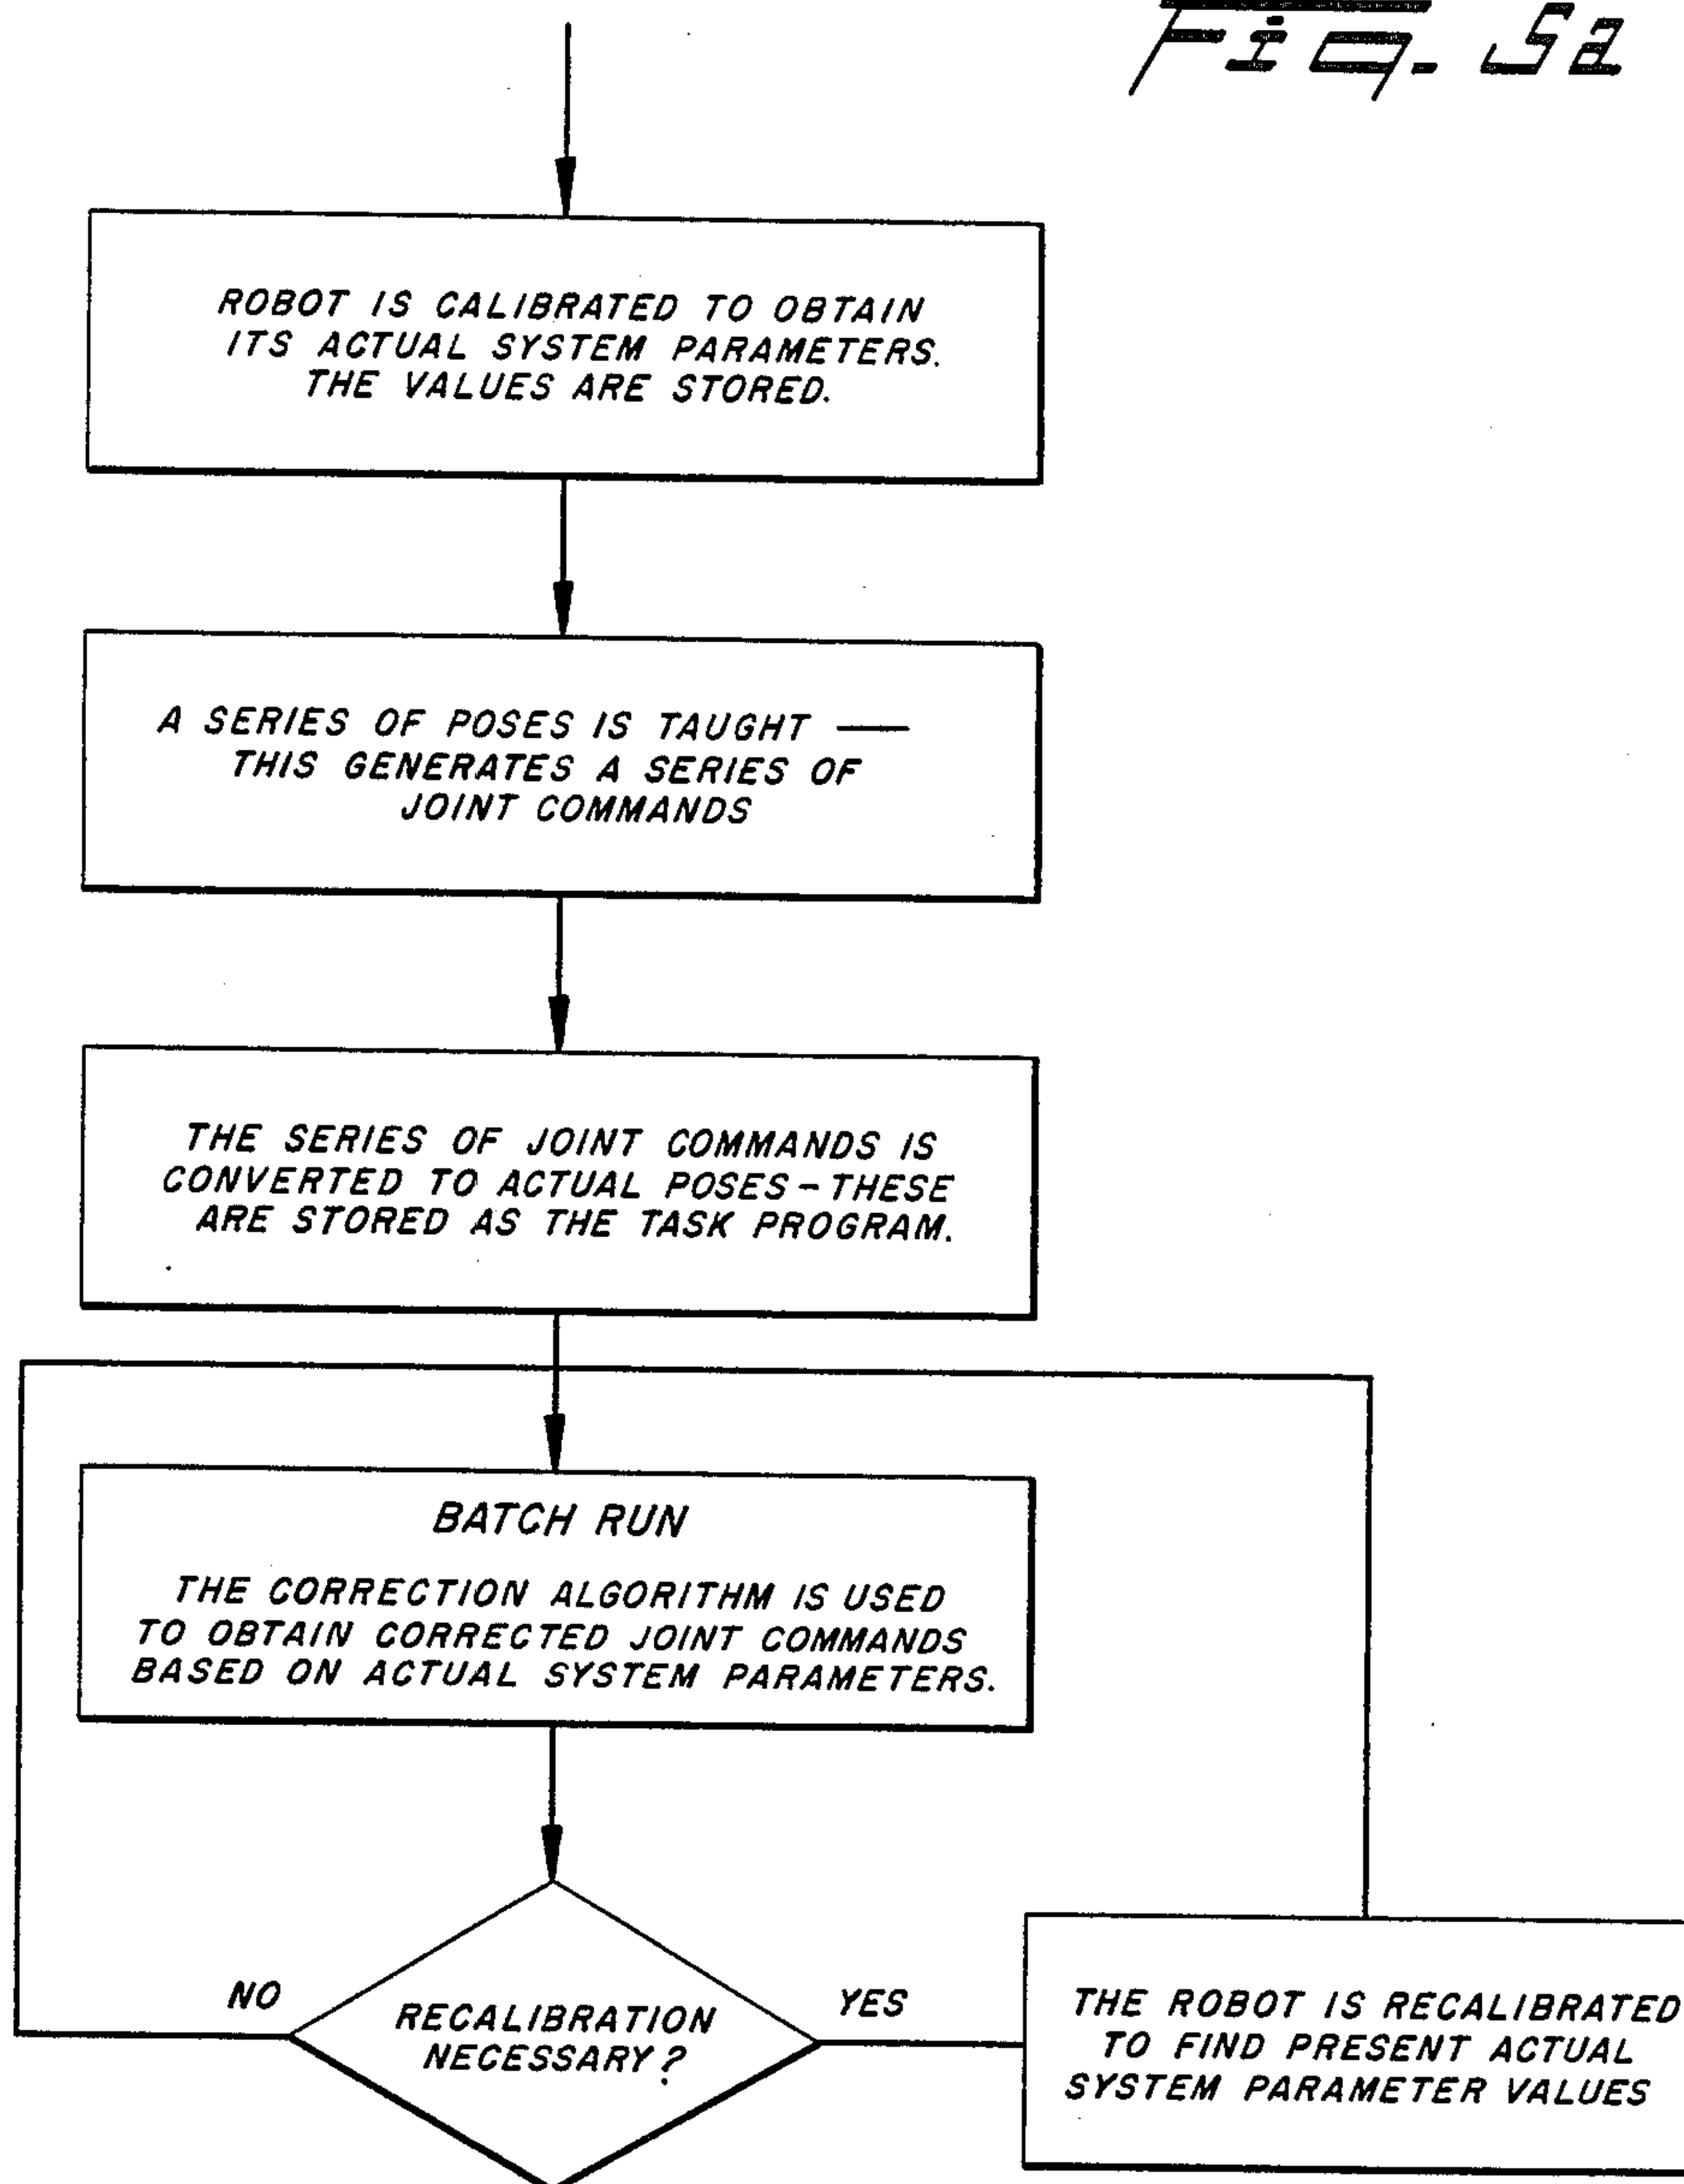 Fig. 5a
ROBOT IS CALIBRATED TO OBTAIN
ITS ACTUAL SYSTEM PARAMETERS.
THE VALUES ARE STORED.
A SERIES OF POSES IS TAUGHT —
THIS GENERATES A SERIES OF
JOINT COMMANDS
THE SERIES OF JOINT COMMANDS IS
CONVERTED TO ACTUAL POSES - THESE
ARE STORED AS THE TASK PROGRAM.
BATCH RUN
THE CORRECTION ALGORITHM IS USED
TO OBTAIN CORRECTED JOINT COMMANDS
BASED ON ACTUAL SYSTEM PARAMETERS.
NO
RECALIBRATION
NECESSARY?
YES
THE ROBOT IS RECALIBRATED
TO FIND PRESENT ACTUAL
SYSTEM PARAMETER VALUES